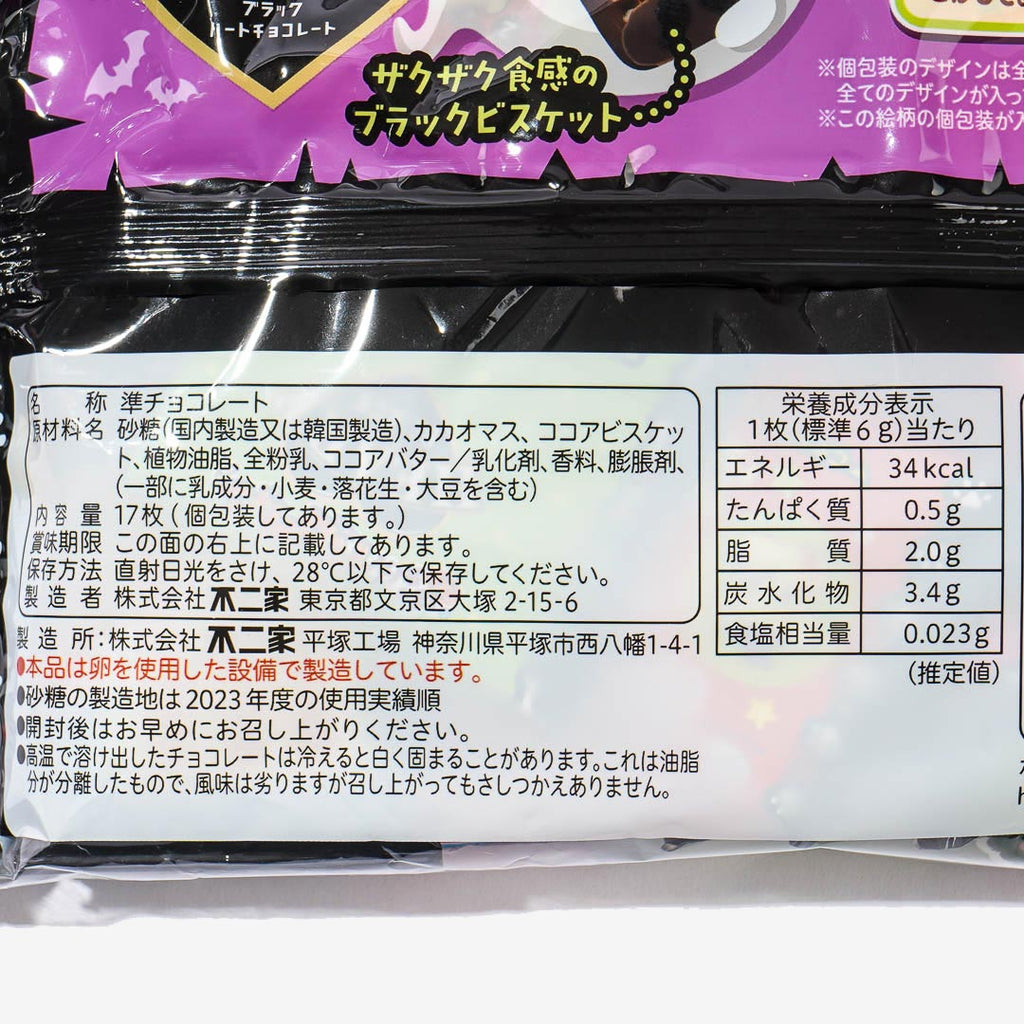 ブラック
ハートチョコレート
ザクザク食感の
ブラックビスケット
※個包装のデザインは全
全てのデザインが入っ
※この絵柄の個包装が入
名称 準チョコレート
原材料名 砂糖(国内製造又は韓国製造)、カカオマス、ココアビスケッ
ト、植物油脂、全粉乳、ココアバター/乳化剤、香料、膨脹剤、
(一部に乳成分・小麦・落花生・大豆を含む)
内容量 17枚(個包装してあります。)
賞味期限 この面の右上に記載してあります。
保存方法 直射日光をさけ、28℃以下で保存してください。
製造者 株式会社不二家 東京都文京区大塚 2-15-6
製造所:株式会社不二家 平塚工場 神奈川県平塚市西八幡1-4-1
●本品は卵を使用した設備で製造しています。
●砂糖の製造地は2023年度の使用実績順
●開封後はお早めにお召し上がりください。
●高温で溶け出したチョコレートは冷えると白く固まることがあります。これは油脂
分が分離したもので、風味は劣りますが召し上がってもさしつかえありません。
栄養成分表示
1枚(標準6g)当たり
エネルギー 34kcal
たんぱく質 0.5g
脂質 2.0g
炭水化物 3.4g
食塩相当量 0.023g
(推定値)